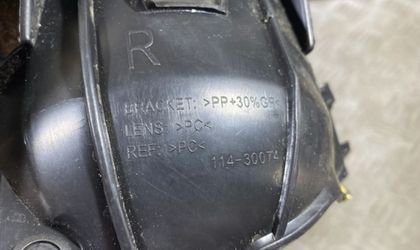 R
BRACKET: >PP+30%GF<
LENS: >PC<
REF: >PC<
114-30074